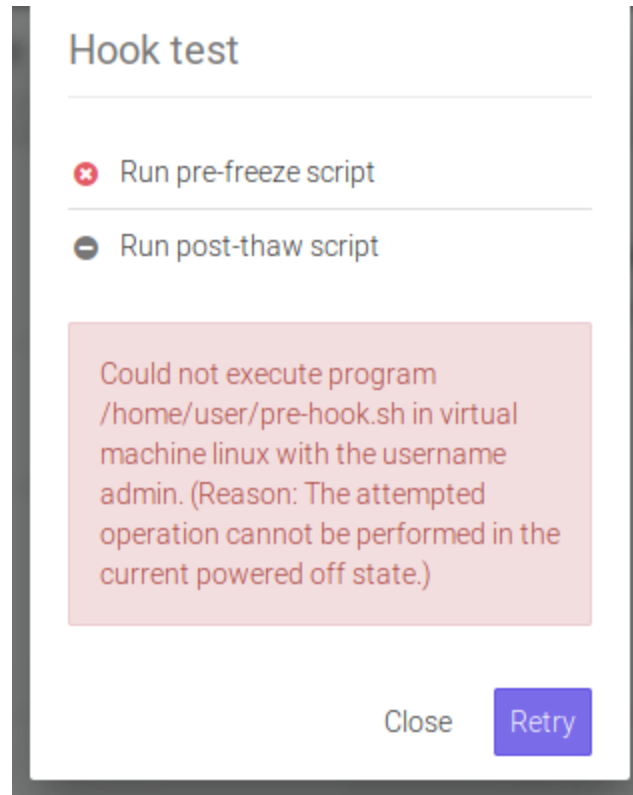 Hook test
Run pre-freeze script
Run post-thaw script
Could not execute program
/home/user/pre-hook.sh in virtual
machine linux with the username
admin. (Reason: The attempted
operation cannot be performed in the
current powered off state.)
Close
Retry